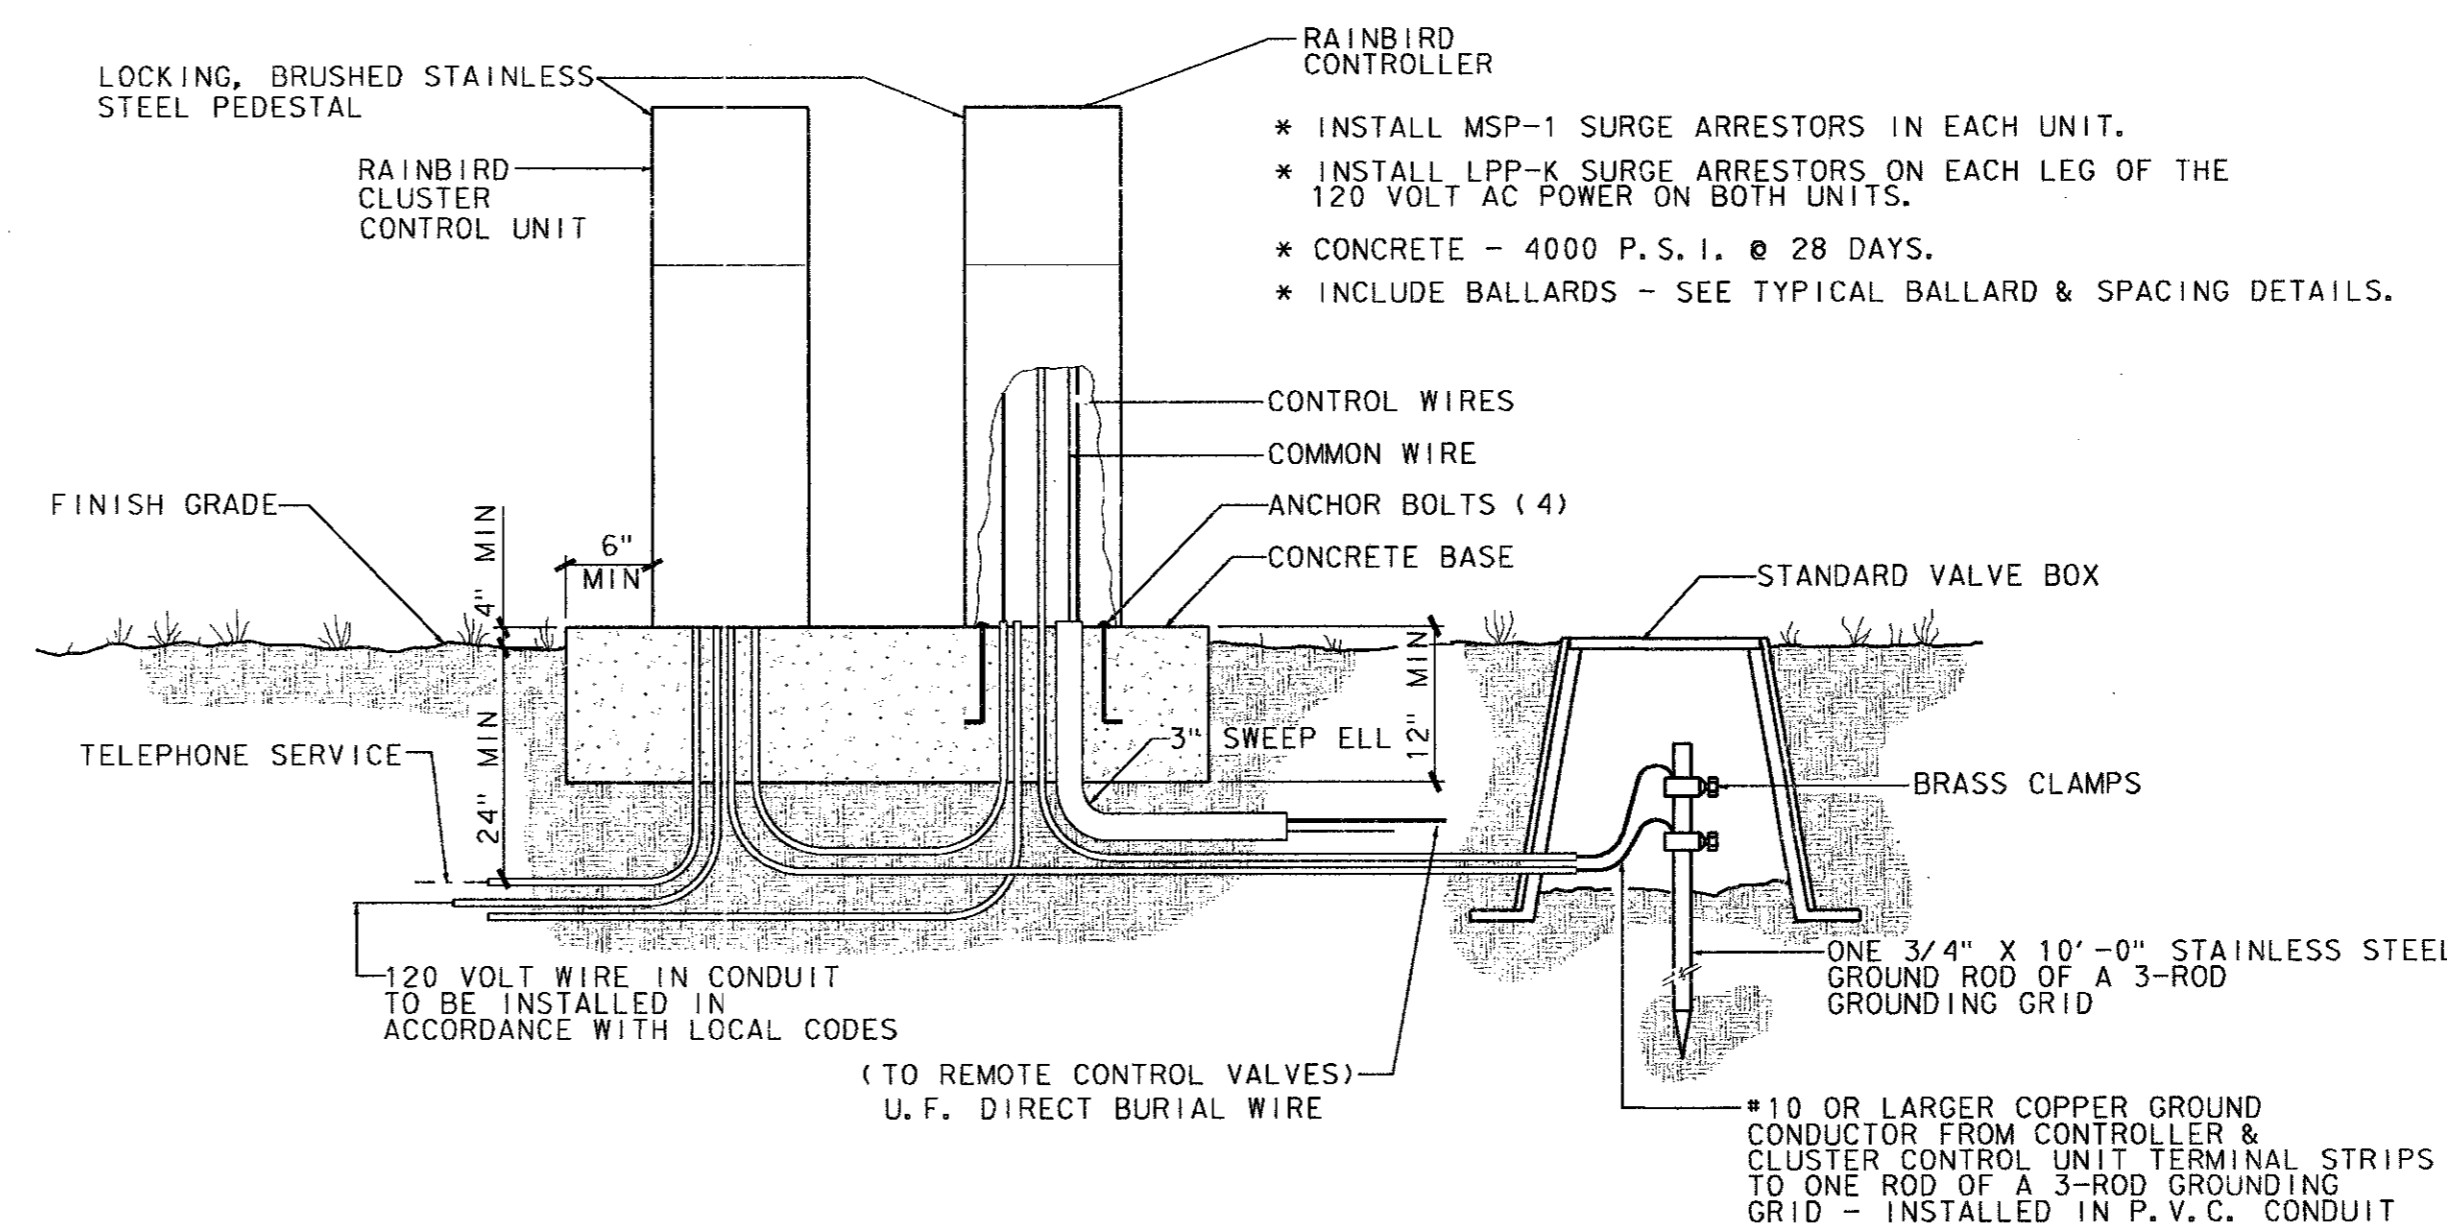 RAINBIRD
CONTROLLER
LOCKING, BRUSHED STAINLESS
STEEL PEDESTAL
* INSTALL MSP-1 SURGE ARRESTORS IN EACH UNIT.
* INSTALL LPP-K SURGE ARRESTORS ON EACH LEG OF THE
120 VOLT AC POWER ON BOTH UNITS.
* CONCRETE - 4000 P.S.I. @ 28 DAYS.
* INCLUDE BALLARDS - SEE TYPICAL BALLARD & SPACING DETAILS.
RAINBIRD
CLUSTER
CONTROL UNIT
CONTROL WIRES
COMMON WIRE
ANCHOR BOLTS (4)
CONCRETE BASE
FINISH GRADE
4" MIN
6"
MIN
STANDARD VALVE BOX
12" MIN
24" MIN
3" SWEEP ELL
TELEPHONE SERVICE
BRASS CLAMPS
120 VOLT WIRE IN CONDUIT
TO BE INSTALLED IN
ACCORDANCE WITH LOCAL CODES
ONE 3/4" X 10'-0" STAINLESS STEEL
GROUND ROD OF A 3-ROD
GROUNDING GRID
(TO REMOTE CONTROL VALVES)
U.F. DIRECT BURIAL WIRE
#10 OR LARGER COPPER GROUND
CONDUCTOR FROM CONTROLLER &
CLUSTER CONTROL UNIT TERMINAL STRIPS
TO ONE ROD OF A 3-ROD GROUNDING
GRID - INSTALLED IN P.V.C. CONDUIT